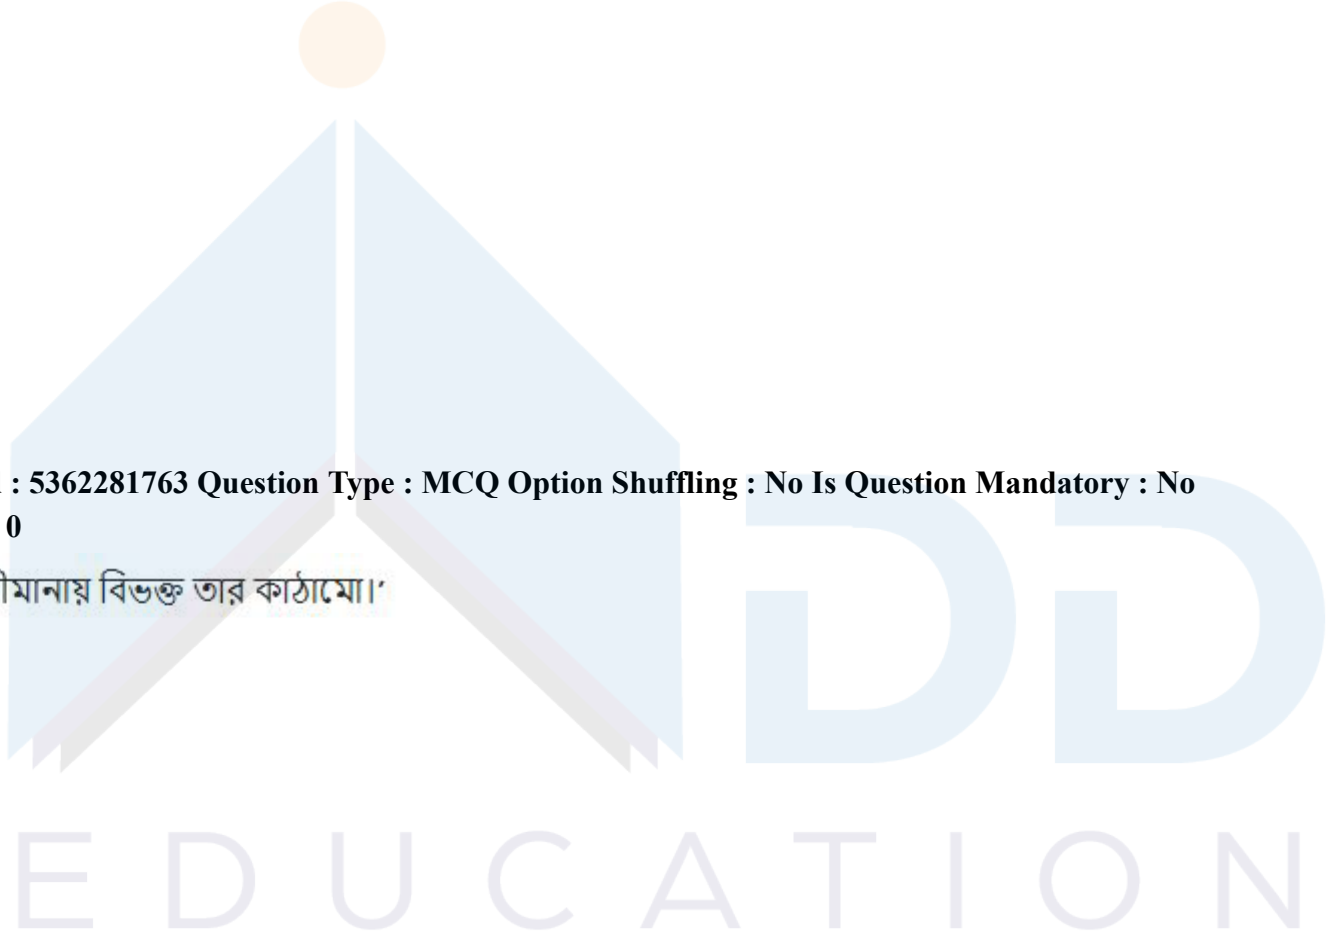 : 5362281763 Question Type : MCQ Option Shuffling : No Is Question Mandatory : No
0
বিভক্ত তার কাঠামো।’
EDUCATION